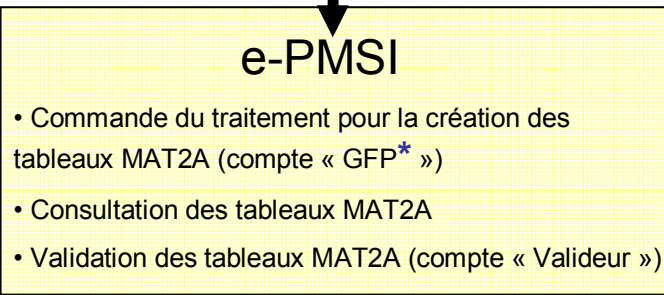 e-PMSI
• Commande du traitement pour la création des
tableaux MAT2A (compte « GFP* »)
• Consultation des tableaux MAT2A
• Validation des tableaux MAT2A (compte « Valideur »)